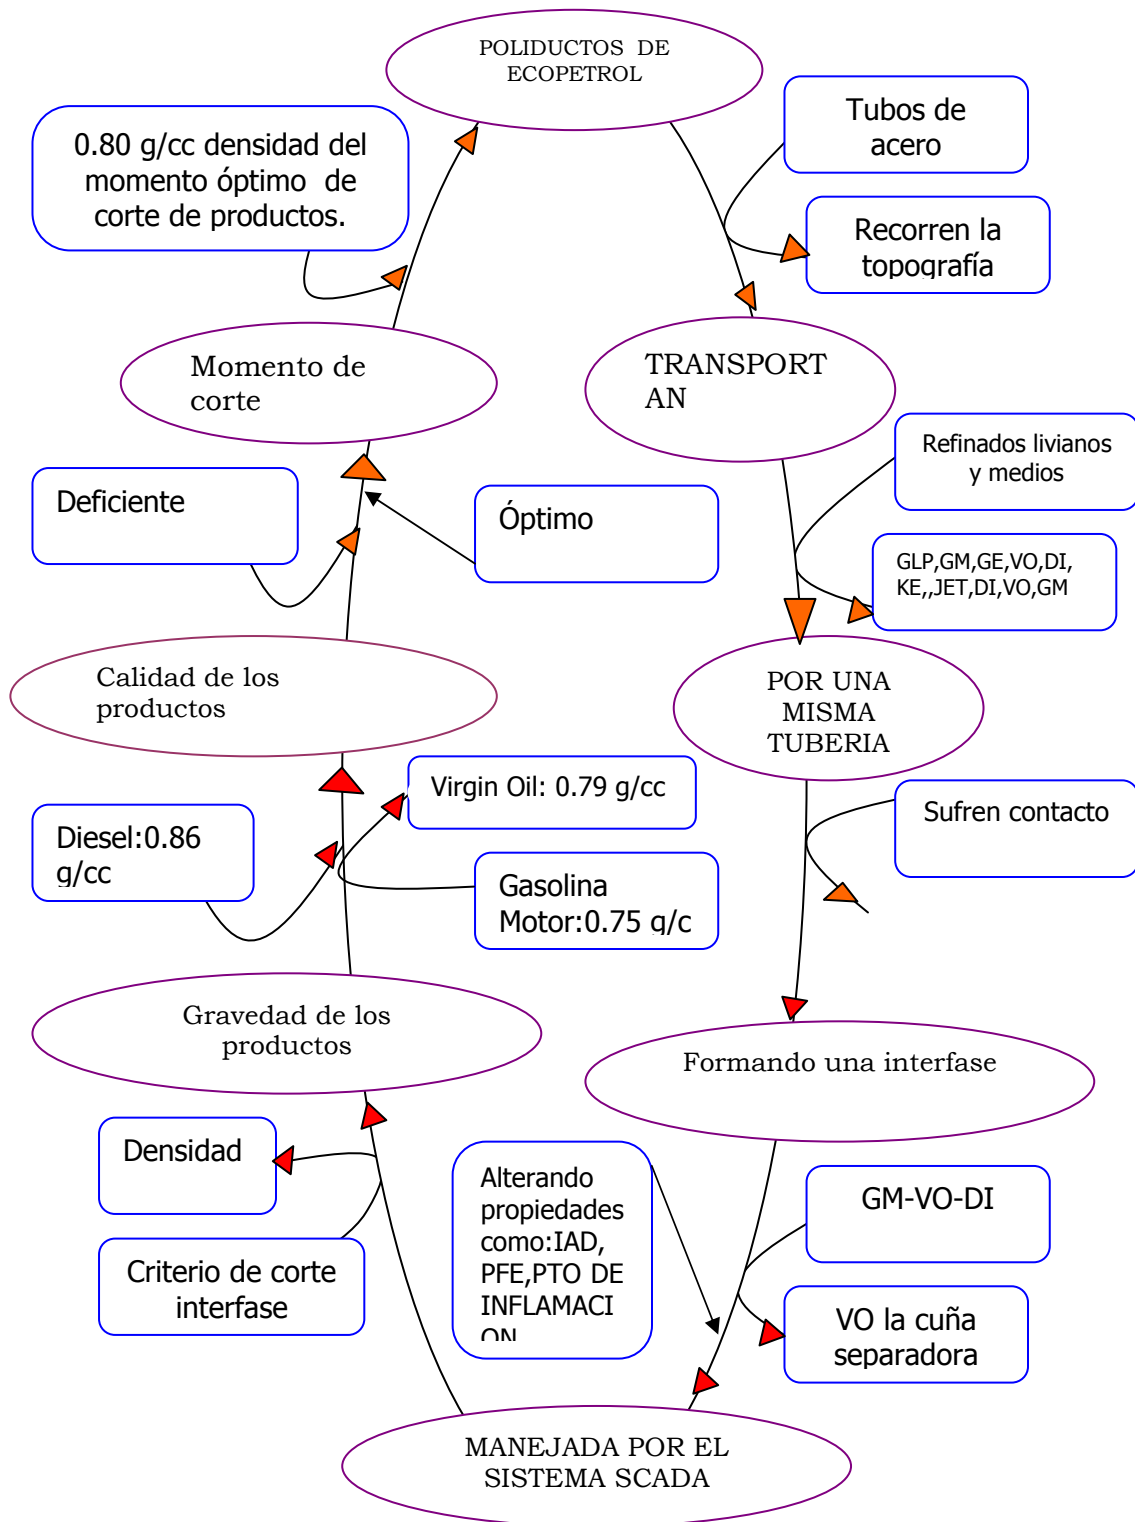 POLIDUCTOS DE
ECOPETROL
Tubos de
acero
0.80 g/cc densidad del
momento óptimo de
corte de productos.
Recorren la
topografía
Momento de
corte
TRANSPORT
AN
Refinados livianos
y medios
Deficiente
Óptimo
GLP,GM,GE,VO,DI,
KE,,JET,DI,VO,GM
Calidad de los
productos
POR UNA
MISMA
TUBERIA
Virgin Oil: 0.79 g/cc
Sufren contacto
Diesel:0.86
g/cc
Gasolina
Motor:0.75 g/c
Gravedad de los
productos
Formando una interfase
Densidad
Alterando
propiedades
como:IAD,
PFE,PTO DE
INFLAMACI
ON
GM-VO-DI
Criterio de corte
interfase
VO la cuña
separadora
MANEJADA POR EL
SISTEMA SCADA